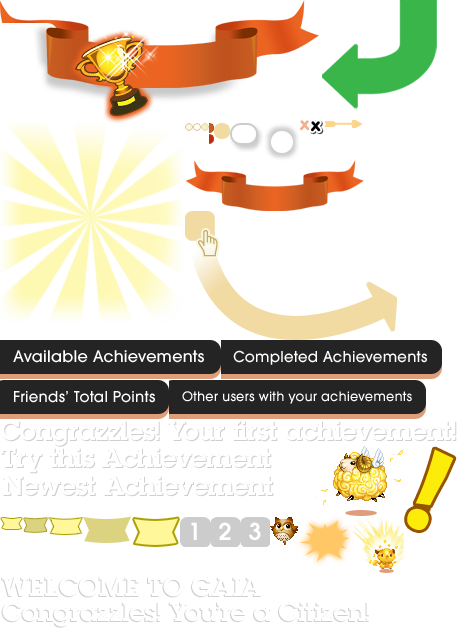 Available Achievements
Completed Achievements
Friends' Total Points
Other users with your achievements
Congrazzles! Your first achievement!
Try this Achievement
Newest Achievement
1 2 3
WELCOME TO GAIA
Congrazzles! You're a Citizen!